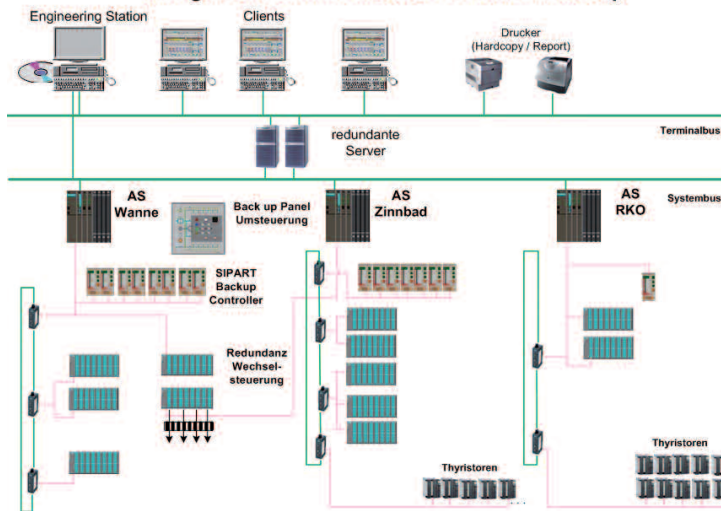 Engineering Station
Clients
Drucker
(Hardcopy / Report)
Terminalbus
redundante
Server
Systembus
AS
Wanne
Back up Panel
Umsteuerung
AS
Zinnbad
AS
RKO
SIPART
Backup
Controller
Redundanz
Wechsel-
steuerung
Thyristoren
...
Thyristoren